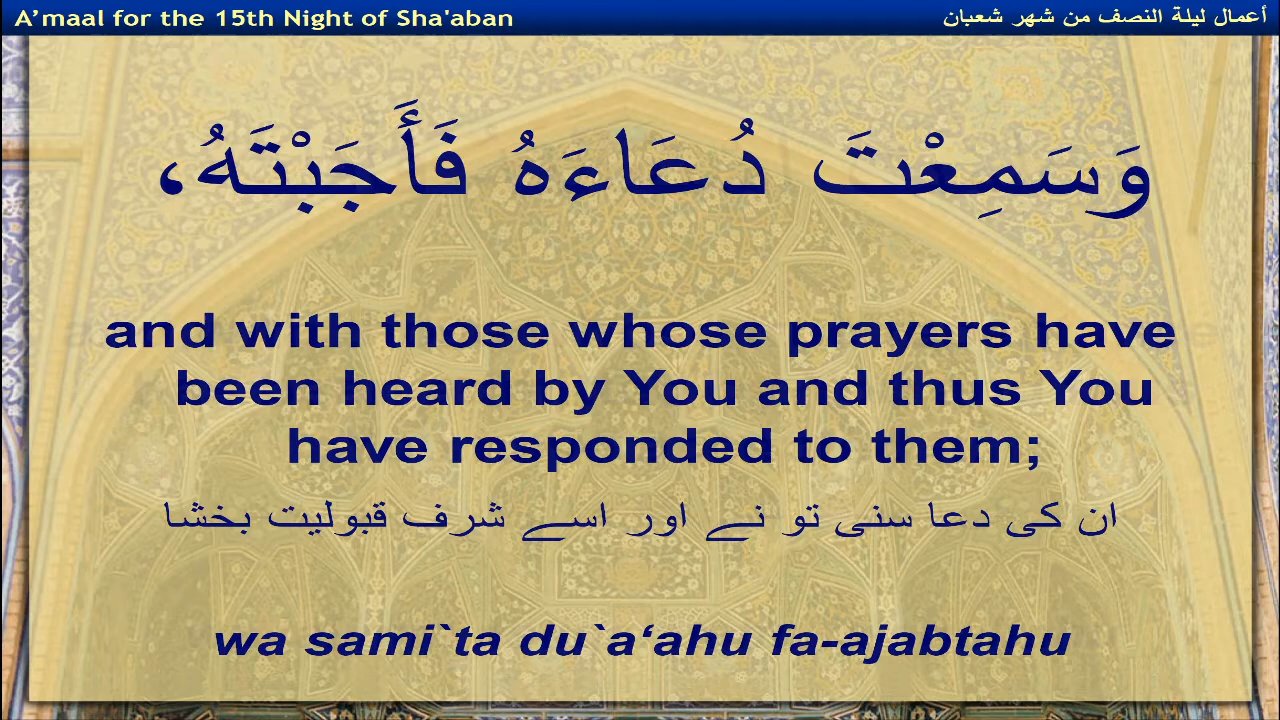 A’maal for the 15th Night of Sha'aban
أعمال ليلة النصف من شهر شعبان
وَسَمِعْتَ دُعَاءَهُ فَأَجَبْتَهُ،
and with those whose prayers have
been heard by You and thus You
have responded to them;
ان کی دعا سنی تو نے اور اسے شرف قبولیت بخشا
wa sami`ta du`a‘ahu fa-ajabtahu